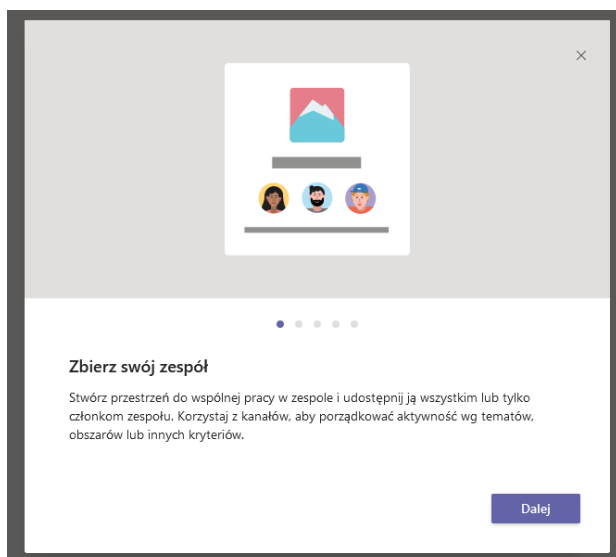 Zbierz swój zespół
Stwórz przestrzeń do wspólnej pracy w zespole i udostępnij ją wszystkim lub tylko
członkom zespołu. Korzystaj z kanałów, aby porządkować aktywność wg tematów,
obszarów lub innych kryteriów.
Dalej